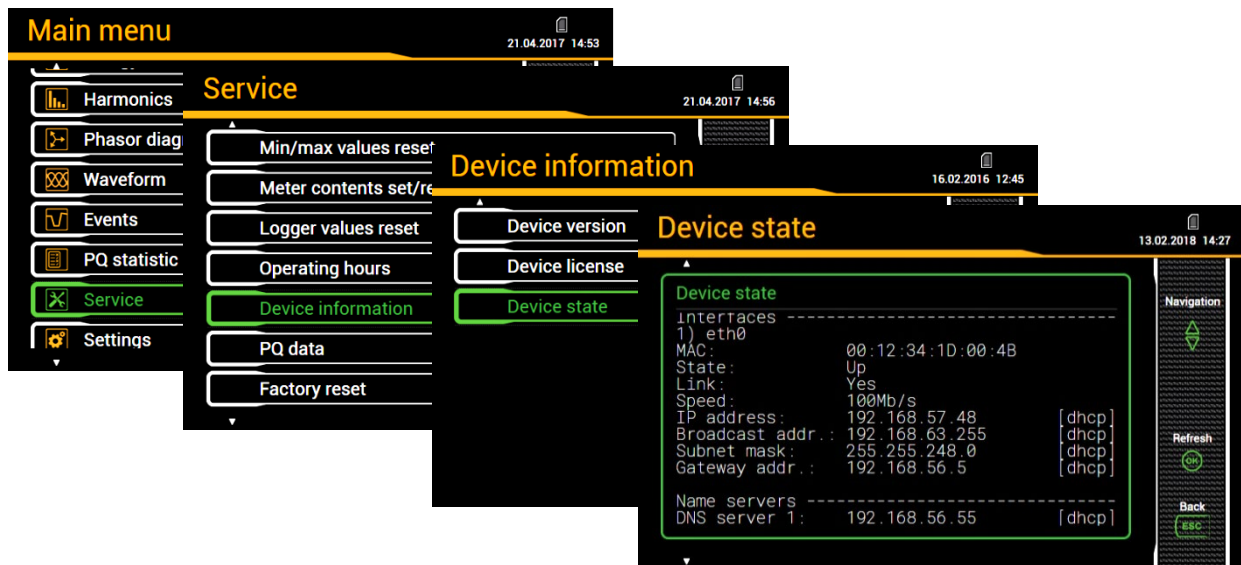 Main menu
21.04.2017 14:53
Harmonics
Phasor diag
Waveform
Events
PQ statistic
Service
Settings
Service
21.04.2017 14:56
Min/max values reset
Meter contents set/re
Logger values reset
Operating hours
Device information
PQ data
Factory reset
Device information
16.02.2016 12:45
Device version
Device license
Device state
Device state
13.02.2018 14:27
Device state
Interfaces --------------------------------
1) eth0
MAC: 00:12:34:1D:00:4B
State: Up
Link: Yes
Speed: 100Mb/s
IP address: 192.168.57.48 [dhcp]
Broadcast addr.: 192.168.63.255 [dhcp]
Subnet mask: 255.255.248.0 [dhcp]
Gateway addr.: 192.168.56.5 [dhcp]
Name servers ------------------------------
DNS server 1: 192.168.56.55 [dhcp]
Navigation
Refresh
OK
Back
ESC